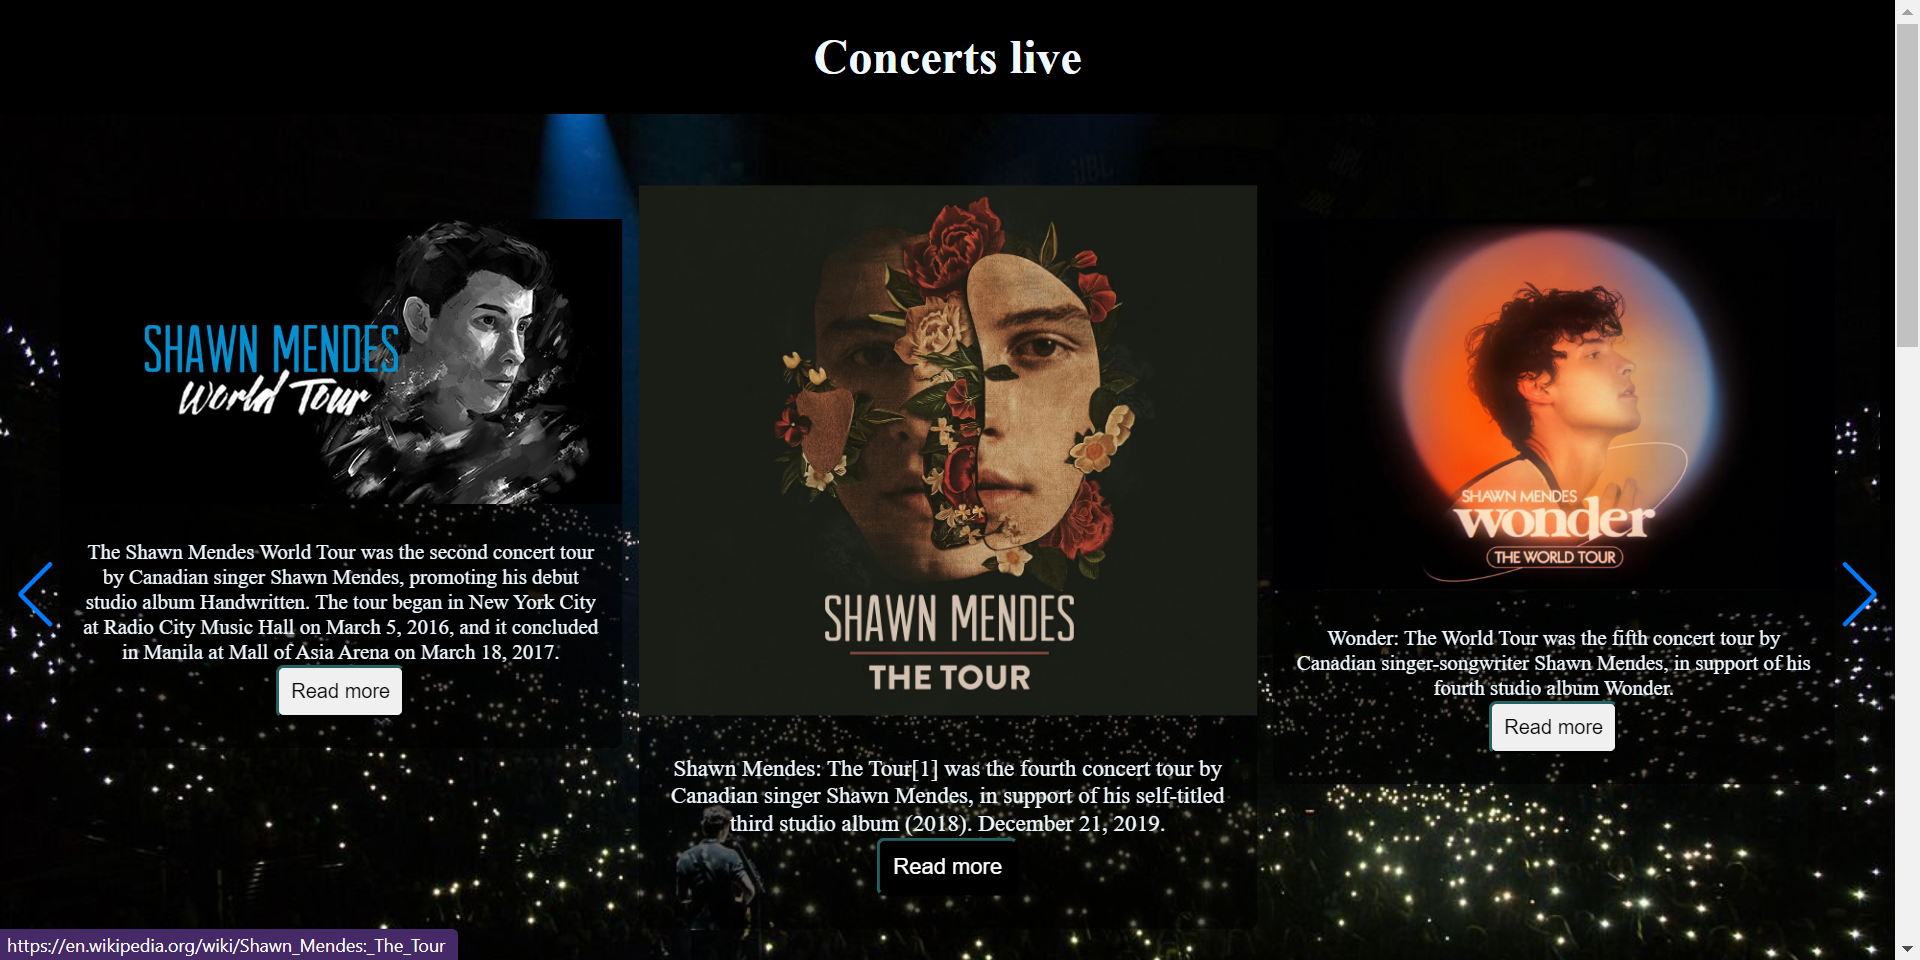 Concerts live
SHAWN MENDES
World Tour
The Shawn Mendes World Tour was the second concert tour
by Canadian singer Shawn Mendes, promoting his debut
studio album Handwritten. The tour began in New York City
at Radio City Music Hall on March 5, 2016, and it concluded
in Manila at Mall of Asia Arena on March 18, 2017.
Read more
SHAWN MENDES
THE TOUR
Shawn Mendes: The Tour[1] was the fourth concert tour by
Canadian singer Shawn Mendes, in support of his self-titled
third studio album (2018). December 21, 2019.
Read more
SHAWN MENDES
wonder
THE WORLD TOUR
Wonder: The World Tour was the fifth concert tour by
Canadian singer-songwriter Shawn Mendes, in support of his
fourth studio album Wonder.
Read more
https://en.wikipedia.org/wiki/Shawn_Mendes:_The_Tour